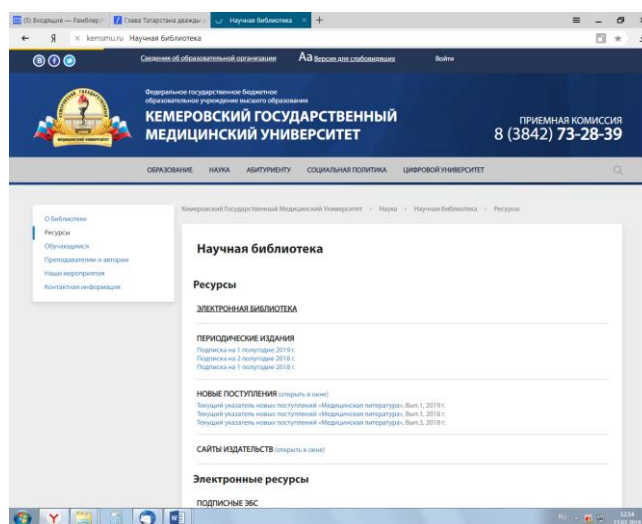 (5) Входящие — Рамблер/
Глава Татарстана дважды
Научная библиотека
kemsmu.ru Научная библиотека
Сведения об образовательной организации
Aa Версия для слабовидящих
Войти
Федеральное государственное бюджетное
образовательное учреждение высшего образования
КЕМЕРОВСКИЙ ГОСУДАРСТВЕННЫЙ
МЕДИЦИНСКИЙ УНИВЕРСИТЕТ
ПРИЕМНАЯ КОМИССИЯ
8 (3842) 73-28-39
ОБРАЗОВАНИЕ НАУКА АБИТУРИЕНТУ СОЦИАЛЬНАЯ ПОЛИТИКА ЦИФРОВОЙ УНИВЕРСИТЕТ
Кемеровский Государственный Медицинский Университет › Наука › Научная библиотека › Ресурсы
О библиотеке
Ресурсы
Обучающимся
Преподавателям и авторам
Наши мероприятия
Контактная информация
Научная библиотека
Ресурсы
ЭЛЕКТРОННАЯ БИБЛИОТЕКА
ПЕРИОДИЧЕСКИЕ ИЗДАНИЯ
Подписка на 1 полугодие 2019 г.
Подписка на 2 полугодие 2018 г.
Подписка на 1 полугодие 2018 г.
НОВЫЕ ПОСТУПЛЕНИЯ (открыть в окне)
Текущий указатель новых поступлений «Медицинская литература», Вып.1, 2019 г.
Текущий указатель новых поступлений «Медицинская литература», Вып.1, 2018 г.
Текущий указатель новых поступлений «Медицинская литература», Вып.3, 2018 г.
САЙТЫ ИЗДАТЕЛЬСТВ (открыть в окне)
Электронные ресурсы
ПОДПИСНЫЕ ЭБС
RU
12:14